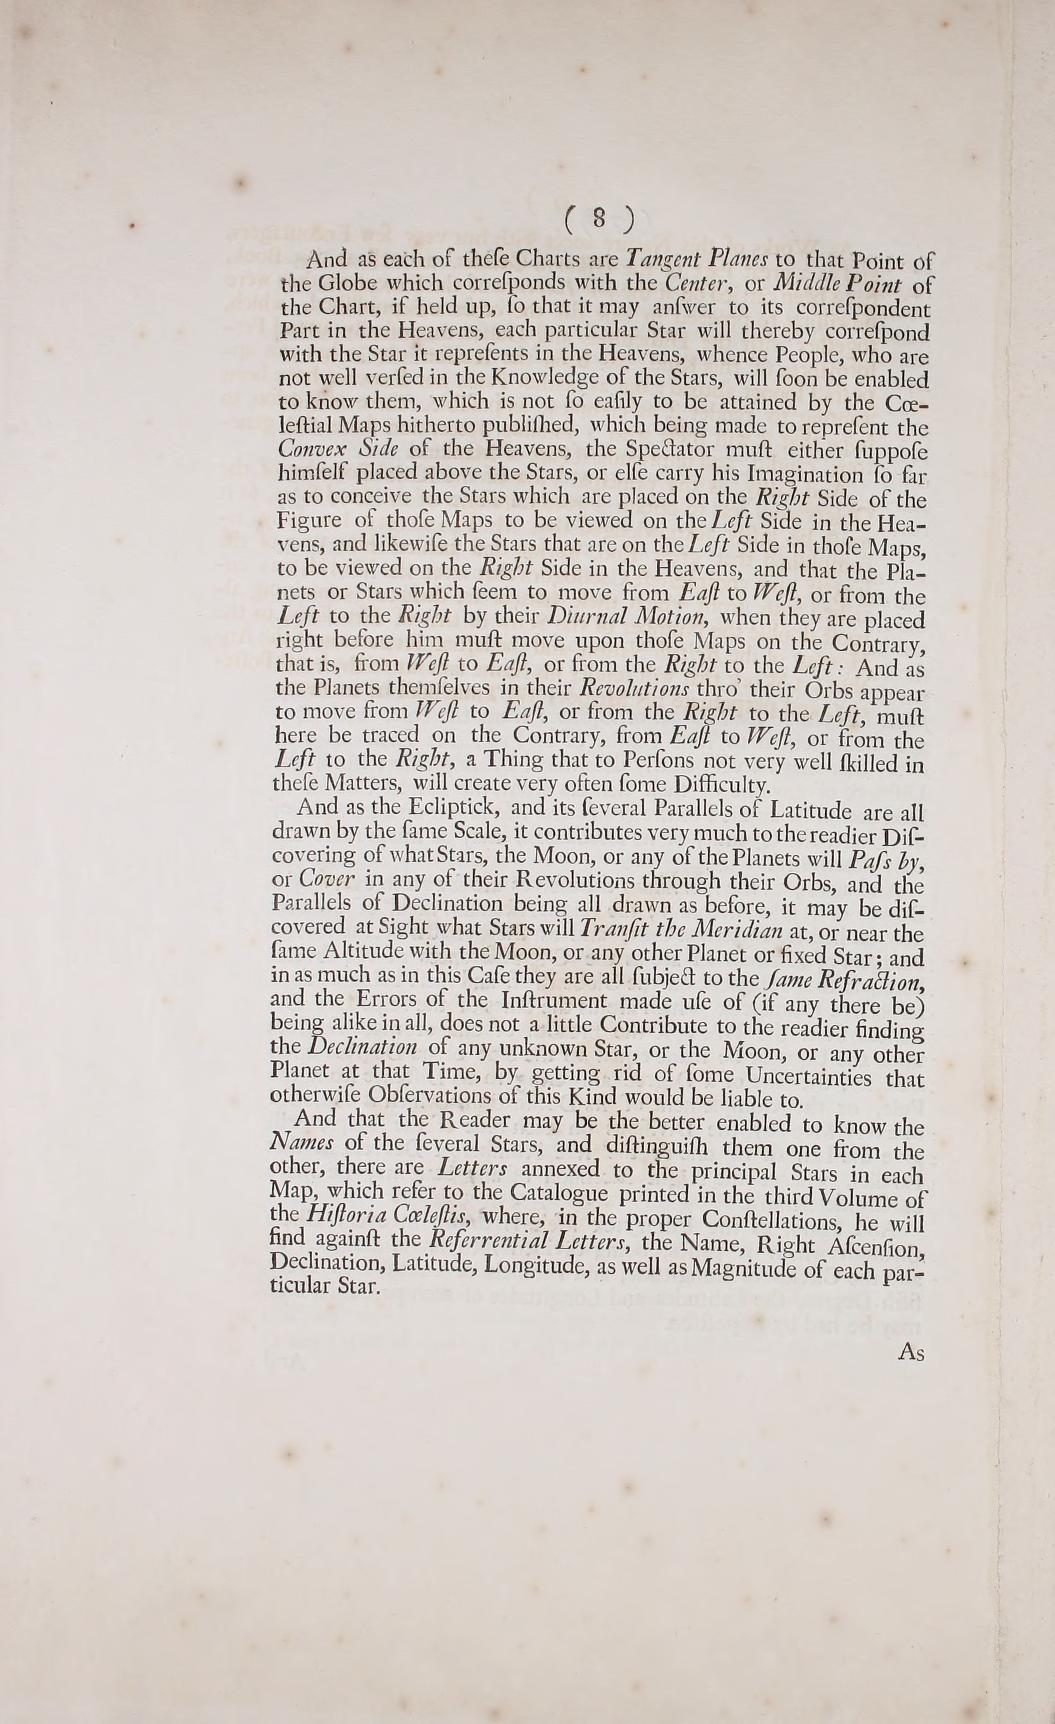 ( 8 )
And as each of theſe Charts are Tangent Planes to that Point of
the Globe which correſponds with the Center, or Middle Point of
the Chart, if held up, ſo that it may anſwer to its correſpondent
Part in the Heavens, each particular Star will thereby correſpond
with the Star it repreſents in the Heavens, whence People, who are
not well verſed in the Knowledge of the Stars, will ſoon be enabled
to know them, which is not ſo eaſily to be attained by the Cœ-
leſtial Maps hitherto publiſhed, which being made to repreſent the
Convex Side of the Heavens, the Spectator muſt either ſuppoſe
himſelf placed above the Stars, or elſe carry his Imagination ſo far
as to conceive the Stars which are placed on the Right Side of the
Figure of thoſe Maps to be viewed on the Left Side in the Hea-
vens, and likewiſe the Stars that are on the Left Side in thoſe Maps,
to be viewed on the Right Side in the Heavens, and that the Pla-
nets or Stars which ſeem to move from Eaſt to Weſt, or from the
Left to the Right by their Diurnal Motion, when they are placed
right before him muſt move upon thoſe Maps on the Contrary,
that is, from Weſt to Eaſt, or from the Right to the Left: And as
the Planets themſelves in their Revolutions thro' their Orbs appear
to move from Weſt to Eaſt, or from the Right to the Left, muſt
here be traced on the Contrary, from Eaſt to Weſt, or from the
Left to the Right, a Thing that to Perſons not very well ſkilled in
theſe Matters, will create very often ſome Difficulty.
And as the Ecliptick, and its ſeveral Parallels of Latitude are all
drawn by the ſame Scale, it contributes very much to the readier Diſ-
covering of what Stars, the Moon, or any of the Planets will Paſs by,
or Cover in any of their Revolutions through their Orbs, and the
Parallels of Declination being all drawn as before, it may be diſ-
covered at Sight what Stars will Tranſit the Meridian at, or near the
ſame Altitude with the Moon, or any other Planet or fixed Star; and
in as much as in this Caſe they are all ſubject to the ſame Refraction,
and the Errors of the Inſtrument made uſe of (if any there be)
being alike in all, does not a little Contribute to the readier finding
the Declination of any unknown Star, or the Moon, or any other
Planet at that Time, by getting rid of ſome Uncertainties that
otherwiſe Obſervations of this Kind would be liable to.
And that the Reader may be the better enabled to know the
Names of the ſeveral Stars, and diſtinguiſh them one from the
other, there are Letters annexed to the principal Stars in each
Map, which refer to the Catalogue printed in the third Volume of
the Hiſtoria Cœleſtis, where, in the proper Conſtellations, he will
find againſt the Referrential Letters, the Name, Right Aſcenſion,
Declination, Latitude, Longitude, as well as Magnitude of each par-
ticular Star.
As